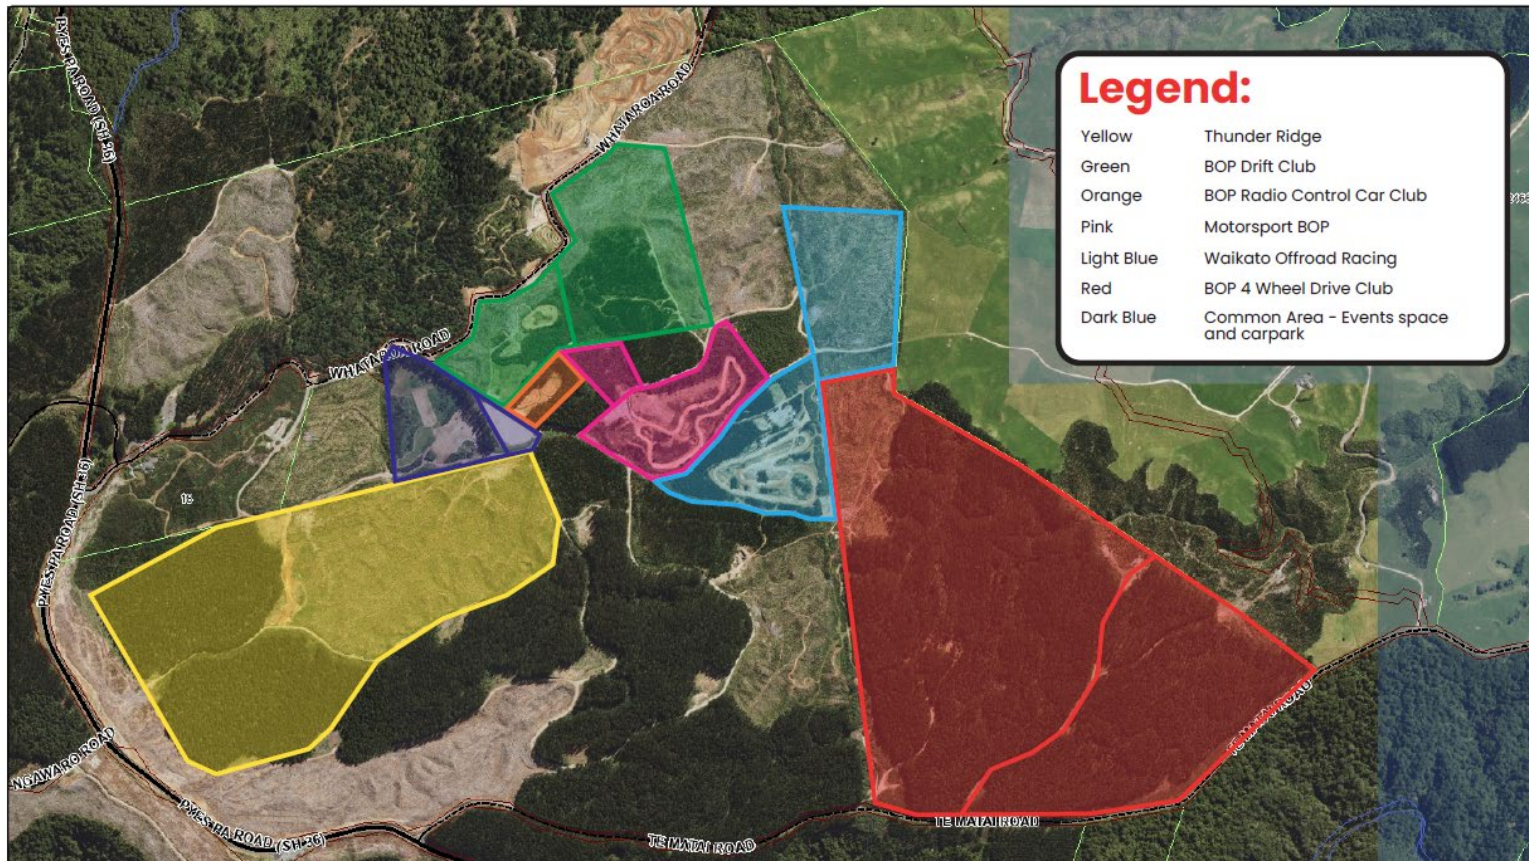 PYES PA ROAD (SH 36)
WHATAROA ROAD
Legend:
Yellow Thunder Ridge
Green BOP Drift Club
Orange BOP Radio Control Car Club
Pink Motorsport BOP
Light Blue Waikato Offroad Racing
Red BOP 4 Wheel Drive Club
Dark Blue Common Area - Events space
and carpark
WHATAROA ROAD
16
PYES PA ROAD (SH 36)
NGAWARO ROAD
PYES PA ROAD (SH 36)
TE MATAI ROAD
TE MATAI ROAD
TE MATAI ROAD